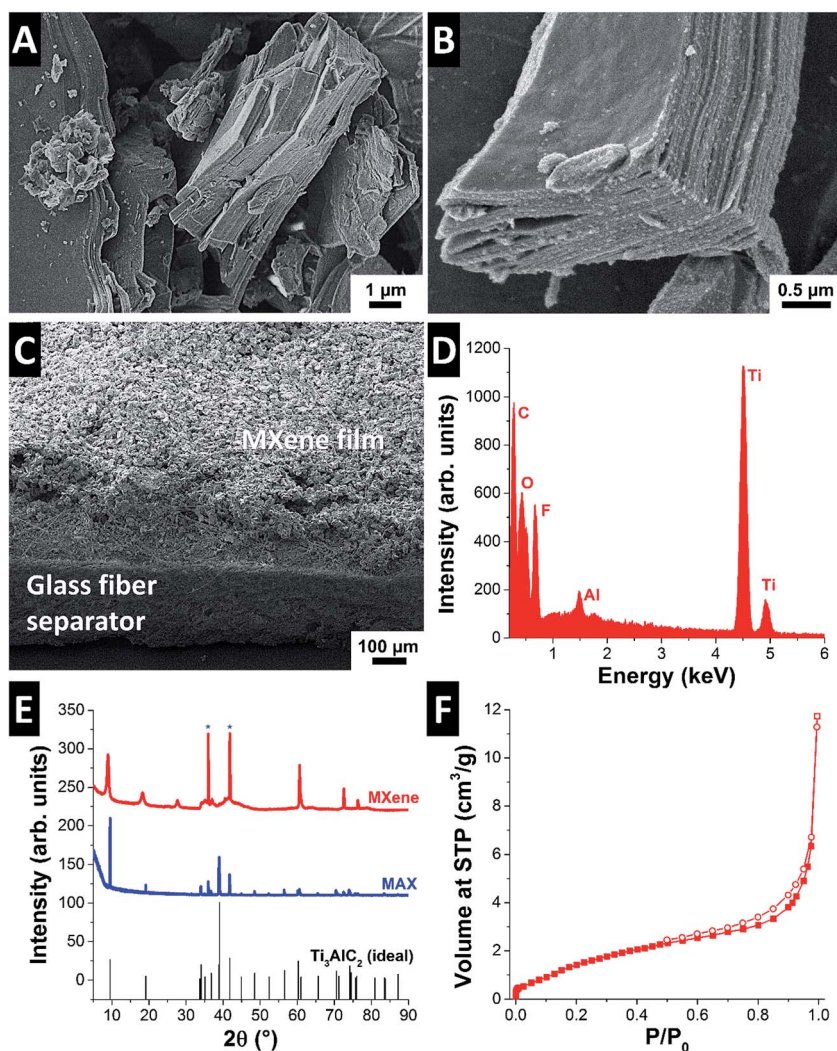 A
1 µm
B
0.5 µm
C
MXene film
Glass fiber
separator
100 µm
D
Intensity (arb. units)
1200
1000
800
600
400
200
0
C
O
F
Al
Ti
Ti
1 2 3 4 5 6
Energy (keV)
E
Intensity (arb. units)
350
300
250
200
150
100
50
0
* *
MXene
MAX
Ti₃AlC₂ (ideal)
10 20 30 40 50 60 70 80 90
2θ (°)
F
Volume at STP (cm³/g)
12
10
8
6
4
2
0
0.0 0.2 0.4 0.6 0.8 1.0
P/P₀